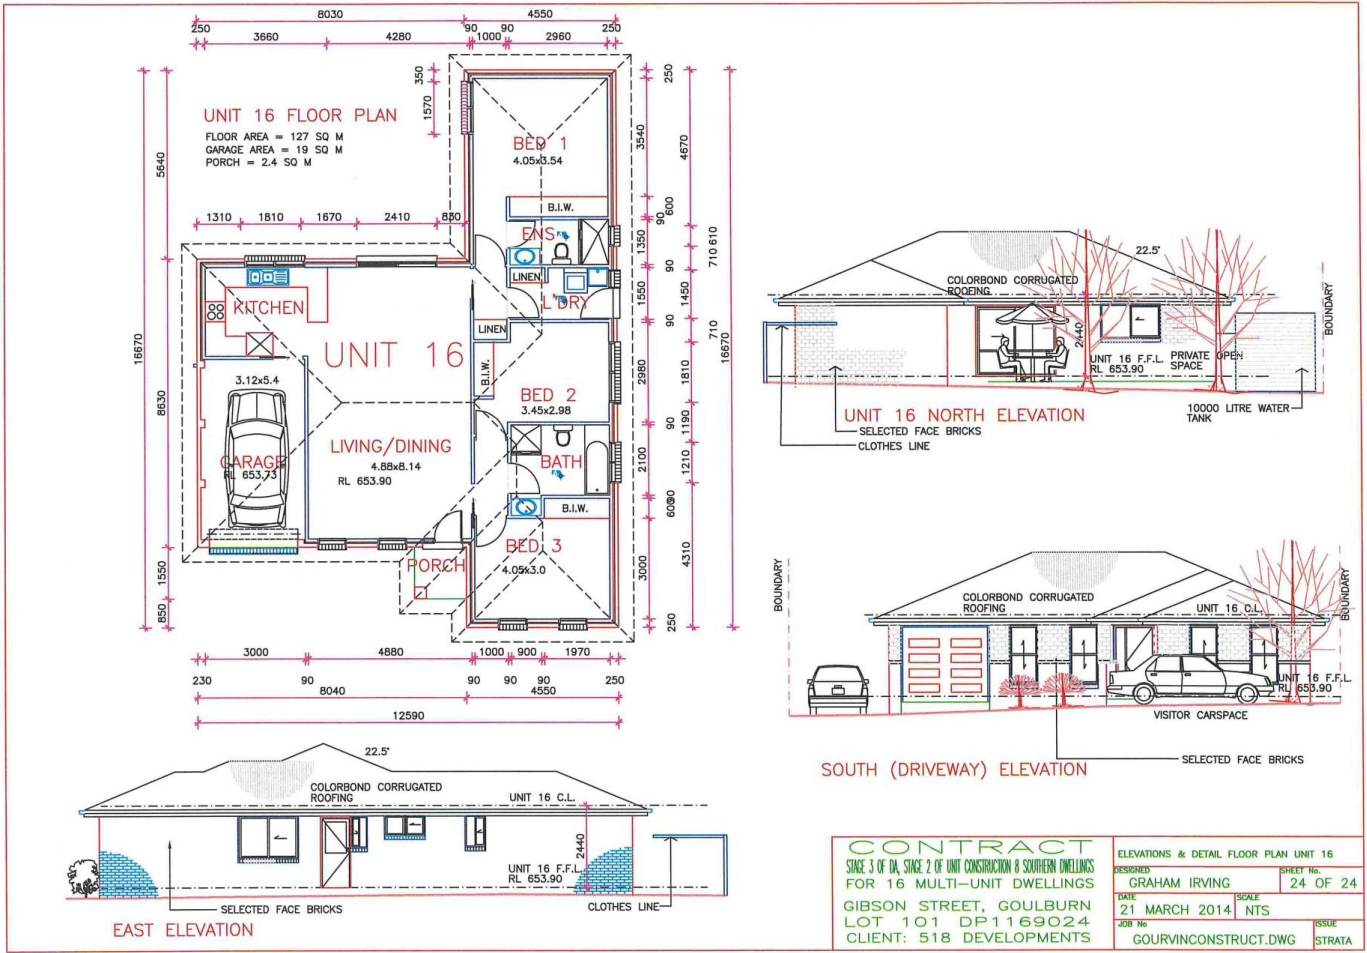 8030
4550
250
3660
4280
90
1000
90
2960
250
UNIT 16 FLOOR PLAN
FLOOR AREA = 127 SQ M
GARAGE AREA = 19 SQ M
PORCH = 2.4 SQ M
350
1570
1310
1810
1670
2410
830
16670
5640
8630
1550
850
BED 1
4.05x3.54
B.I.W.
ENS
LINEN
L'DRY
KITCHEN
LINEN
UNIT 16
B.I.W.
BED 2
3.45x2.98
3.12x5.4
LIVING/DINING
4.88x8.14
RL 653.90
GARAGE
RL 653.73
BATH
B.I.W.
BED 3
4.05x3.0
PORCH
250
3540
600
90
1350
90
1550
90
2980
90
2100
90
600
3000
250
4670
610
710
1450
710
1810
1190
1210
4310
16670
3000
4880
1000
900
1970
230
90
90
90
90
250
8040
4550
12590
22.5°
COLORBOND CORRUGATED
ROOFING
2440
UNIT 16 F.F.L.
RL 653.90
PRIVATE OPEN
SPACE
BOUNDARY
10000 LITRE WATER
TANK
UNIT 16 NORTH ELEVATION
SELECTED FACE BRICKS
CLOTHES LINE
BOUNDARY
COLORBOND CORRUGATED
ROOFING
UNIT 16 C.L.
BOUNDARY
UNIT 16 F.F.L.
RL 653.90
VISITOR CARSPACE
SELECTED FACE BRICKS
SOUTH (DRIVEWAY) ELEVATION
22.5°
COLORBOND CORRUGATED
ROOFING
UNIT 16 C.L.
2440
UNIT 16 F.F.L.
RL 653.90
SELECTED FACE BRICKS
CLOTHES LINE
EAST ELEVATION
CONTRACT
STAGE 3 OF DA, STAGE 2 OF UNIT CONSTRUCTION 8 SOUTHERN DWELLINGS
FOR 16 MULTI-UNIT DWELLINGS
GIBSON STREET, GOULBURN
LOT 101 DP1169024
CLIENT: 518 DEVELOPMENTS
ELEVATIONS & DETAIL FLOOR PLAN UNIT 16
DESIGNED
GRAHAM IRVING
SHEET No.
24 OF 24
DATE
21 MARCH 2014
SCALE
NTS
JOB No
GOURVINCONSTRUCT.DWG
ISSUE
STRATA